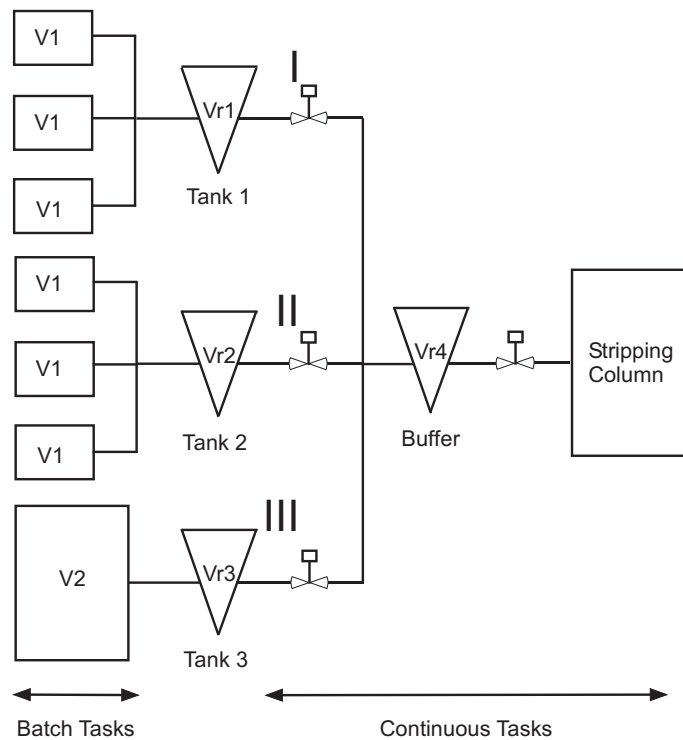 V1
V1
V1
Vr1
Tank 1
I
V1
V1
V1
Vr2
Tank 2
II
Vr4
Buffer
Stripping
Column
V2
Vr3
Tank 3
III
Batch Tasks
Continuous Tasks